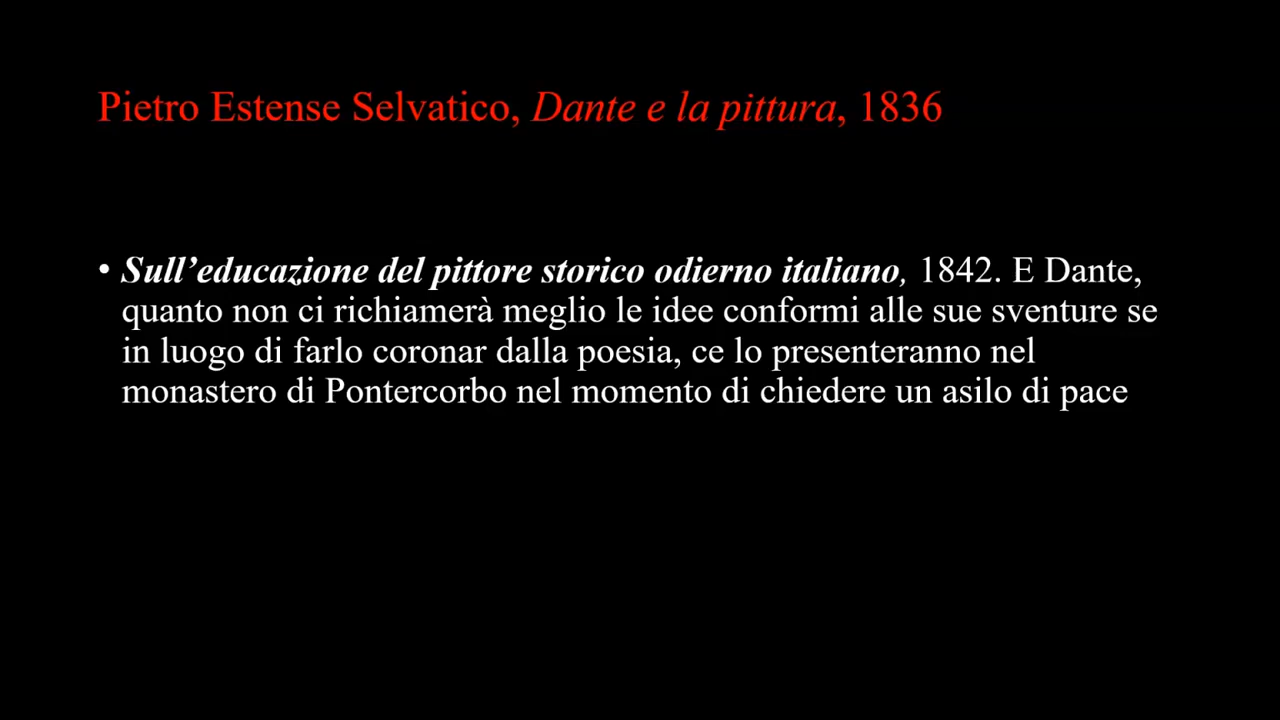 Pietro Estense Selvatico, Dante e la pittura, 1836
• Sull’educazione del pittore storico odierno italiano, 1842. E Dante,
quanto non ci richiamerà meglio le idee conformi alle sue sventure se
in luogo di farlo coronar dalla poesia, ce lo presenteranno nel
monastero di Pontercorbo nel momento di chiedere un asilo di pace